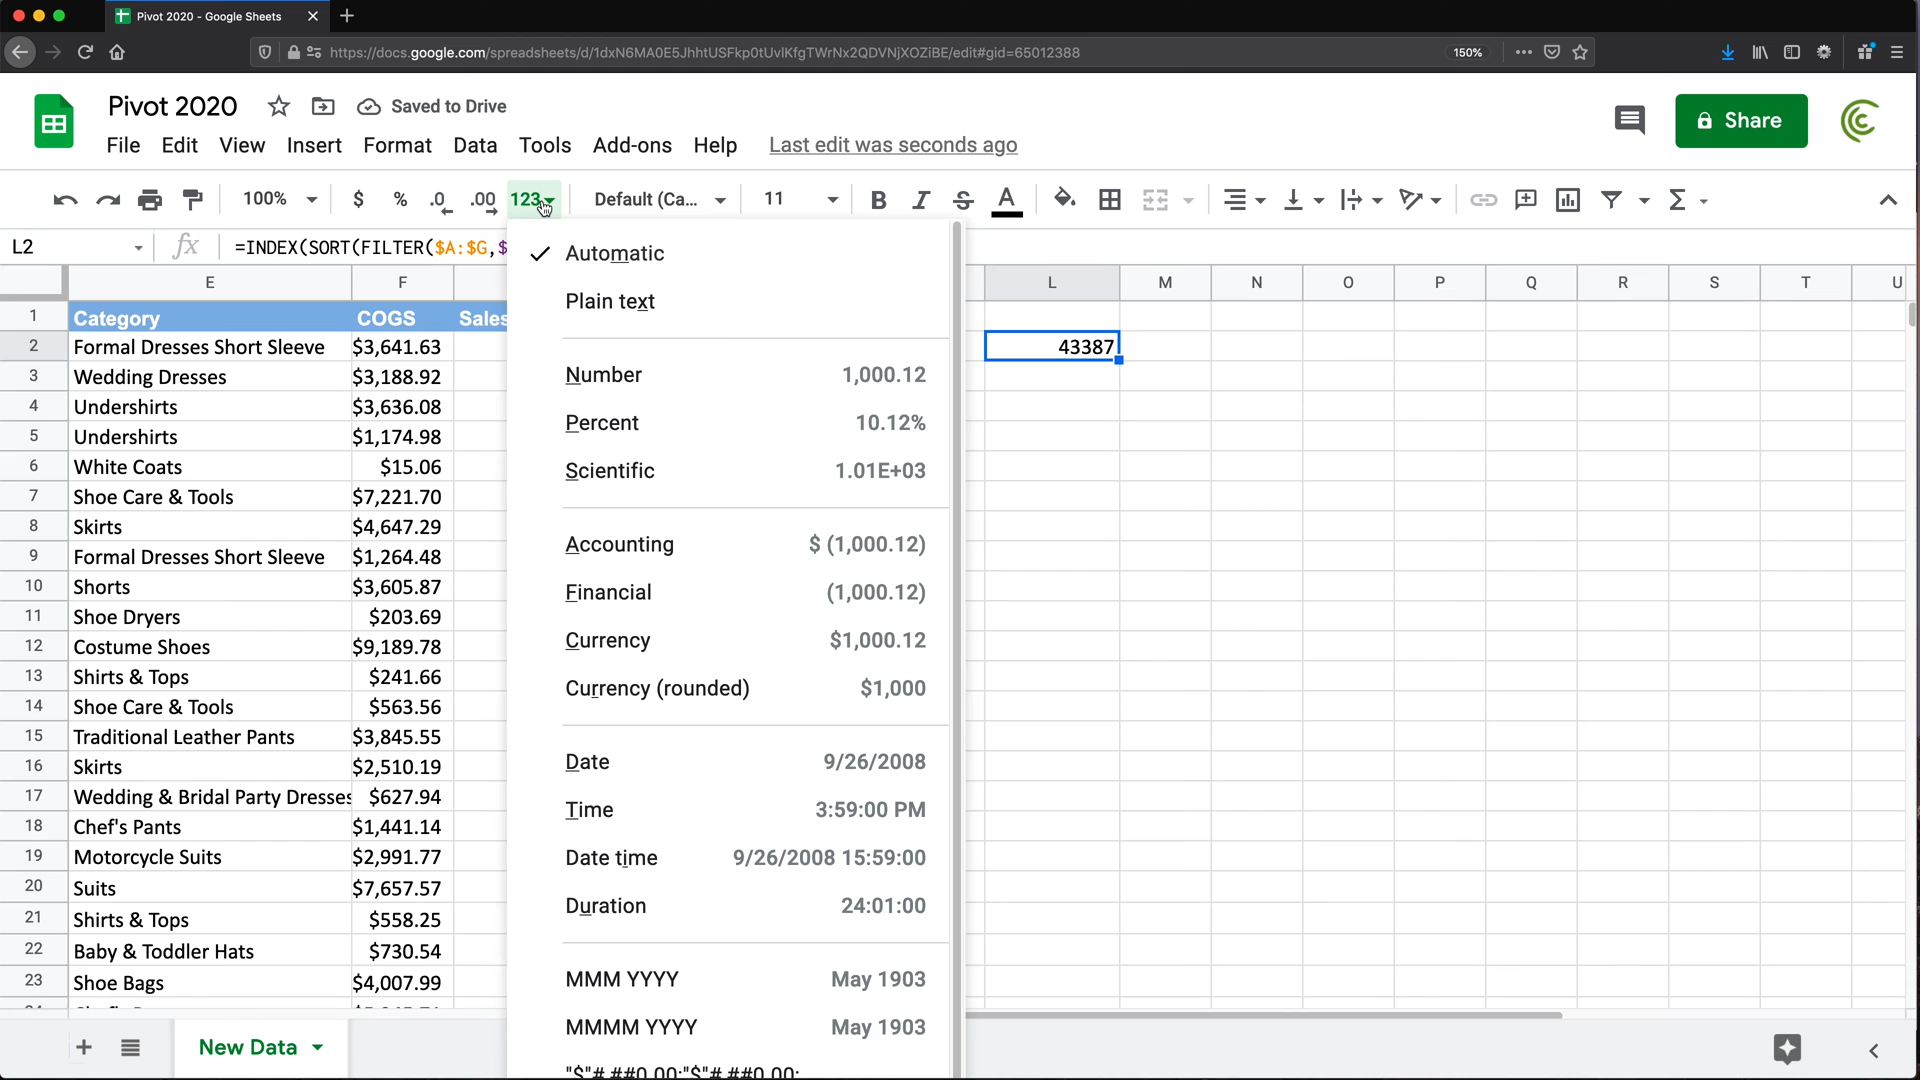 Pivot 2020 - Google Sheets
https://docs.google.com/spreadsheets/d/1dxN6MA0E5JhhtUSFkp0tUvlKfgTWrNx2QDVNjXOZiBE/edit#gid=65012388
150%
Pivot 2020
Saved to Drive
Share
File Edit View Insert Format Data Tools Add-ons Help Last edit was seconds ago
100% $ % .0 .00 123 Default (Ca... 11 B I S A
L2 fx =INDEX(SORT(FILTER($A:$G,$
E F L M N O P Q R S T U
1 Category COGS Sales
2 Formal Dresses Short Sleeve $3,641.63 43387
3 Wedding Dresses $3,188.92
4 Undershirts $3,636.08
5 Undershirts $1,174.98
6 White Coats $15.06
7 Shoe Care & Tools $7,221.70
8 Skirts $4,647.29
9 Formal Dresses Short Sleeve $1,264.48
10 Shorts $3,605.87
11 Shoe Dryers $203.69
12 Costume Shoes $9,189.78
13 Shirts & Tops $241.66
14 Shoe Care & Tools $563.56
15 Traditional Leather Pants $3,845.55
16 Skirts $2,510.19
17 Wedding & Bridal Party Dresses $627.94
18 Chef's Pants $1,441.14
19 Motorcycle Suits $2,991.77
20 Suits $7,657.57
21 Shirts & Tops $558.25
22 Baby & Toddler Hats $730.54
23 Shoe Bags $4,007.99
Automatic
Plain text
Number 1,000.12
Percent 10.12%
Scientific 1.01E+03
Accounting $ (1,000.12)
Financial (1,000.12)
Currency $1,000.12
Currency (rounded) $1,000
Date 9/26/2008
Time 3:59:00 PM
Date time 9/26/2008 15:59:00
Duration 24:01:00
MMM YYYY May 1903
MMMM YYYY May 1903
"$"#,##0.00;"$"#,##0.00;
New Data